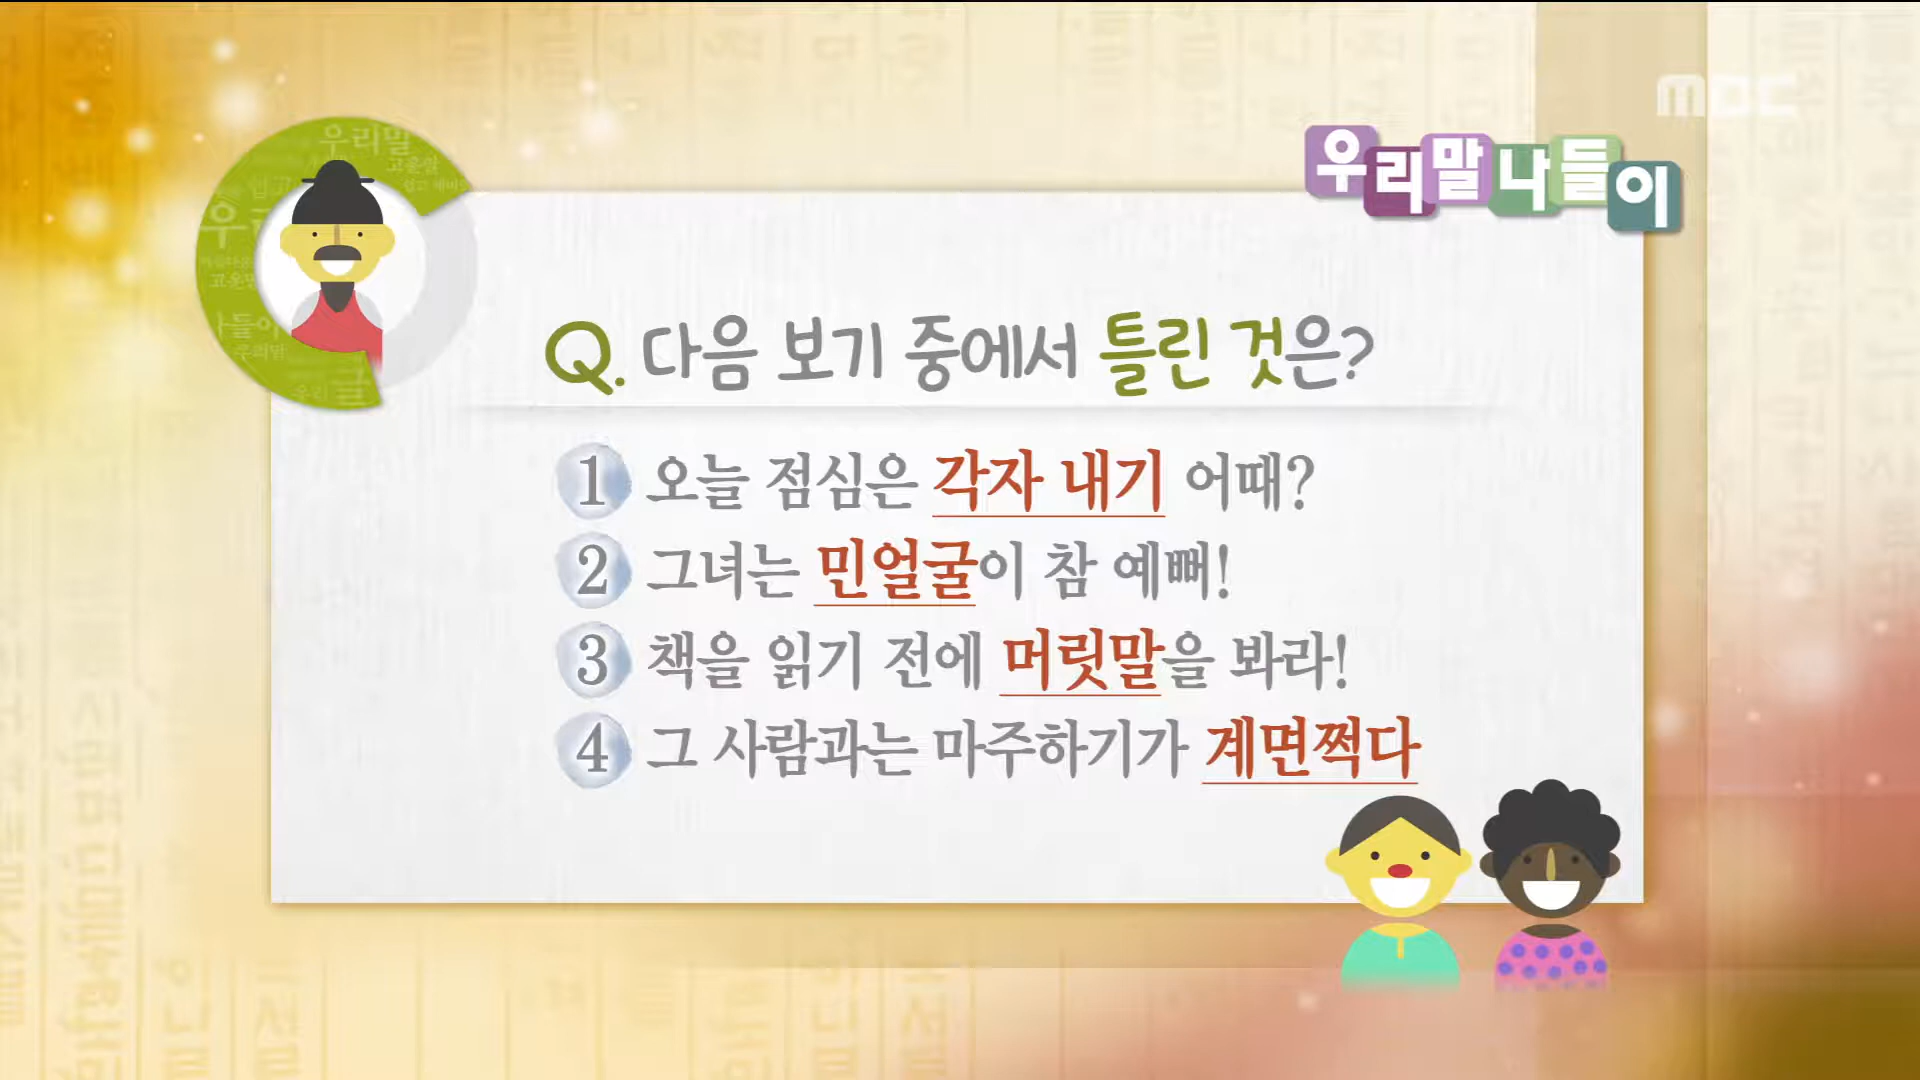 mbc
우리말나들이
Q. 다음 보기 중에서 틀린 것은?
1 오늘 점심은 각자 내기 어때?
2 그녀는 민얼굴이 참 예뻐!
3 책을 읽기 전에 머릿말을 봐라!
4 그 사람과는 마주하기가 계면쩍다